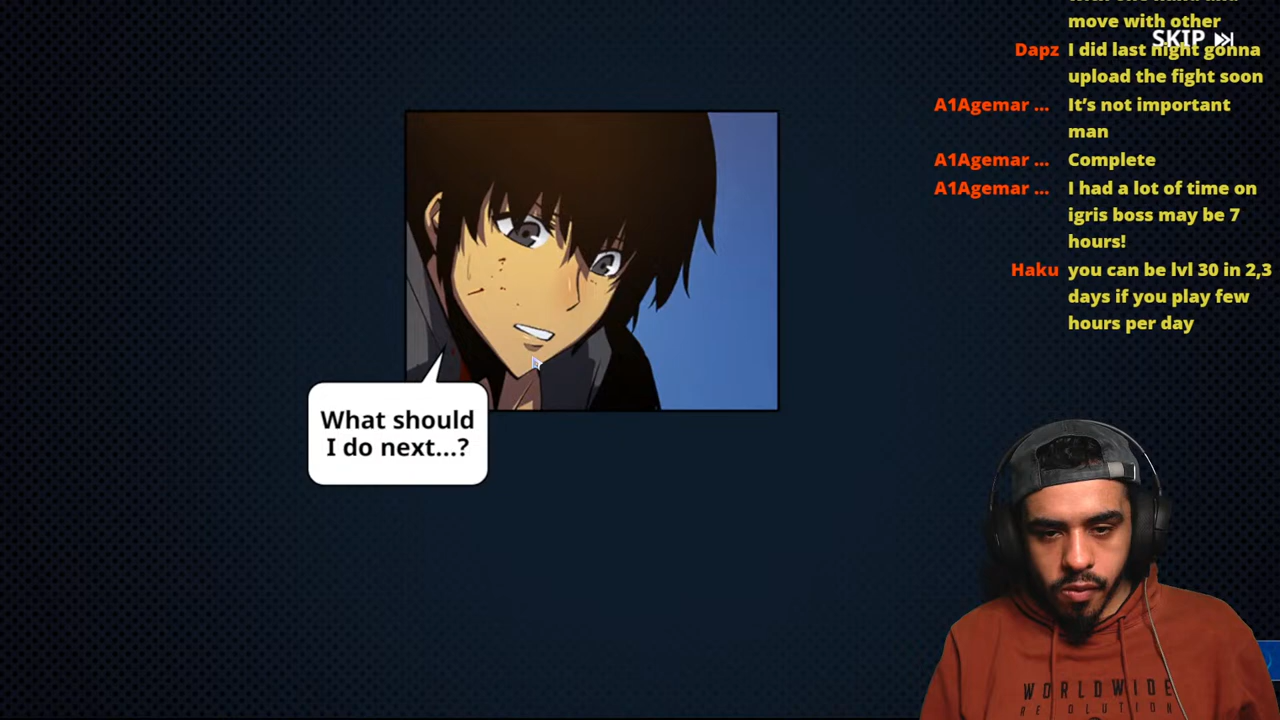 move with other
SKIP
Dapz I did last night gonna
upload the fight soon
A1Agemar ... It’s not important
man
A1Agemar ... Complete
A1Agemar ... I had a lot of time on
igris boss may be 7
hours!
Haku you can be lvl 30 in 2,3
days if you play few
hours per day
What should
I do next...?
WORLDWIDE
REVOLUTION